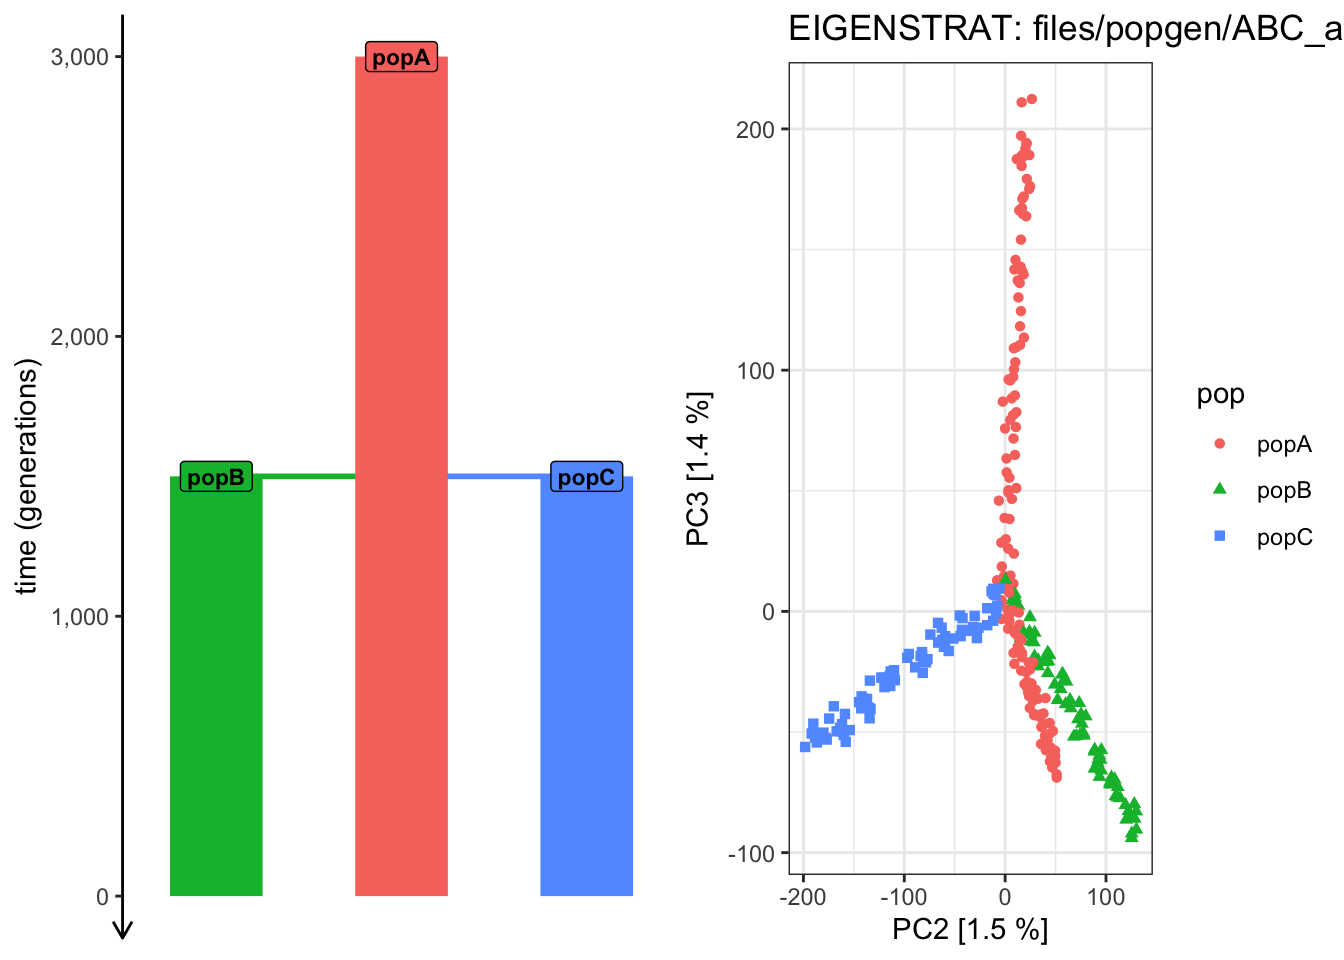 time (generations)
3,000
2,000
1,000
0
popA
popB
popC
EIGENSTRAT: files/popgen/ABC_a
PC3 [1.4 %]
200
100
0
-100
-200
-100
0
100
PC2 [1.5 %]
pop
popA
popB
popC